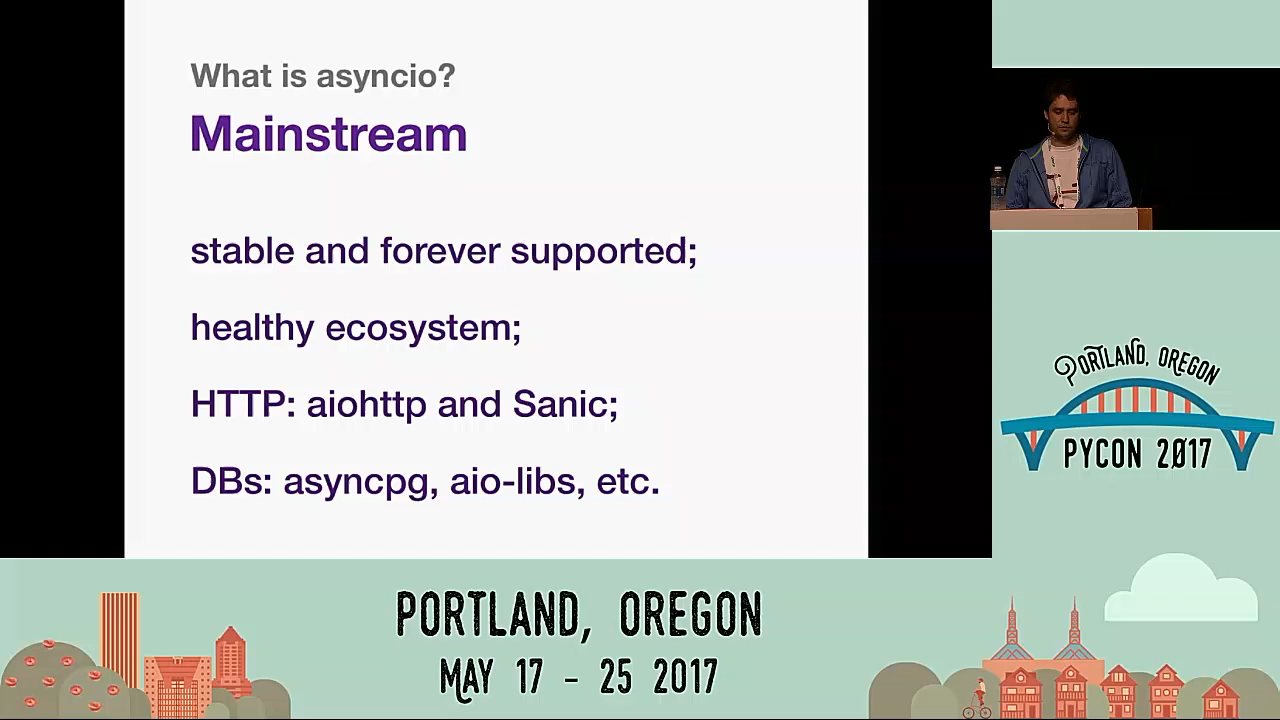 What is asyncio?
Mainstream
stable and forever supported;
healthy ecosystem;
HTTP: aiohttp and Sanic;
DBs: asyncpg, aio-libs, etc.
PORTLAND, OREGON
PYCON 2017
PORTLAND, OREGON
MAY 17 - 25 2017